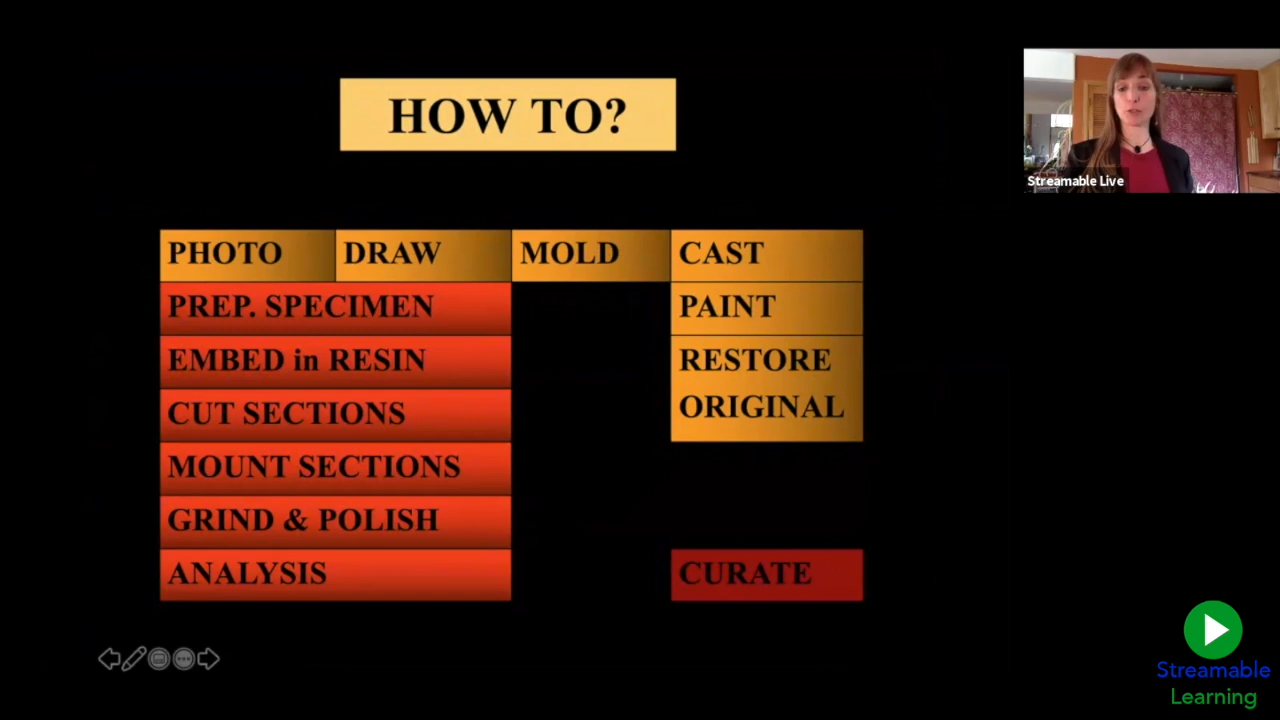 HOW TO?
Streamable Live
PHOTO DRAW MOLD CAST
PREP. SPECIMEN PAINT
EMBED in RESIN RESTORE
CUT SECTIONS ORIGINAL
MOUNT SECTIONS
GRIND & POLISH
ANALYSIS CURATE
Streamable
Learning